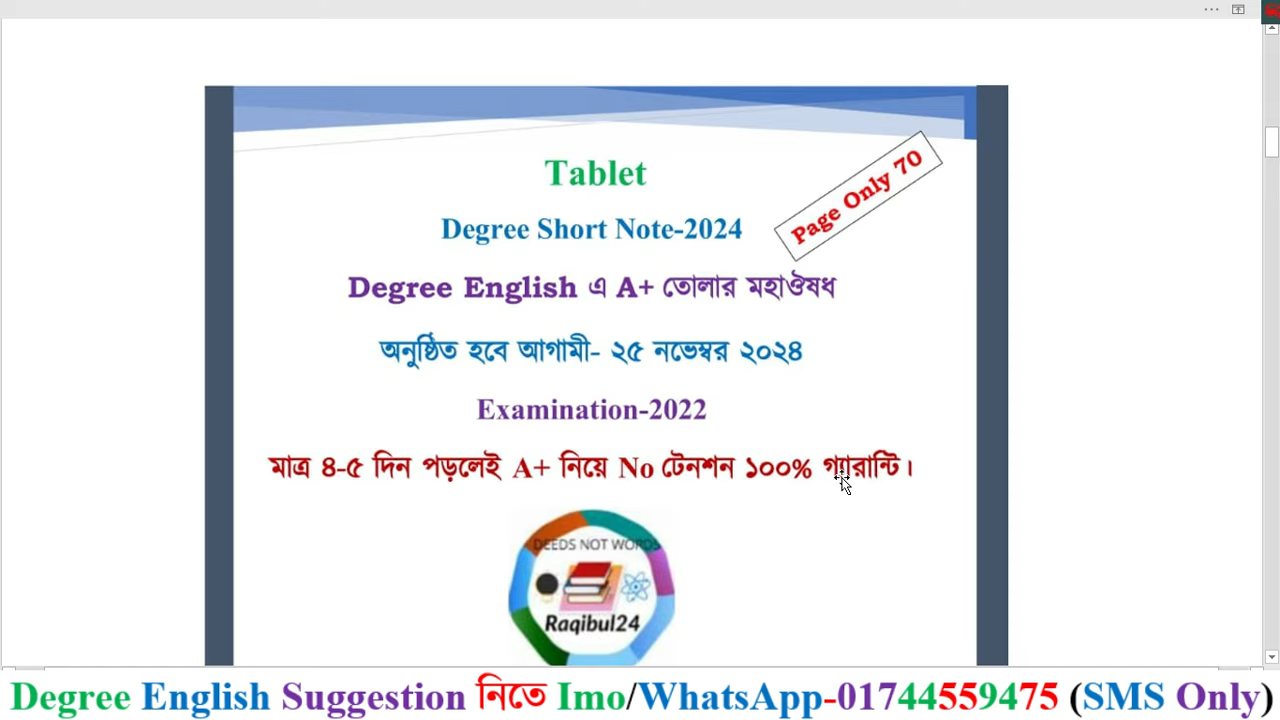 Tablet
Page Only 70
Degree Short Note-2024
Degree English এ A+ তোলার মহাঔষধ
অনুষ্ঠিত হবে আগামী- ২৫ নভেম্বর ২০২৪
Examination-2022
মাত্র ৪-৫ দিন পড়লেই A+ নিয়ে No টেনশন ১০০% গ্যারান্টি।
DEEDS NOT WORDS
Raqibul24
Degree English Suggestion নিতে Imo/WhatsApp-01744559475 (SMS Only)